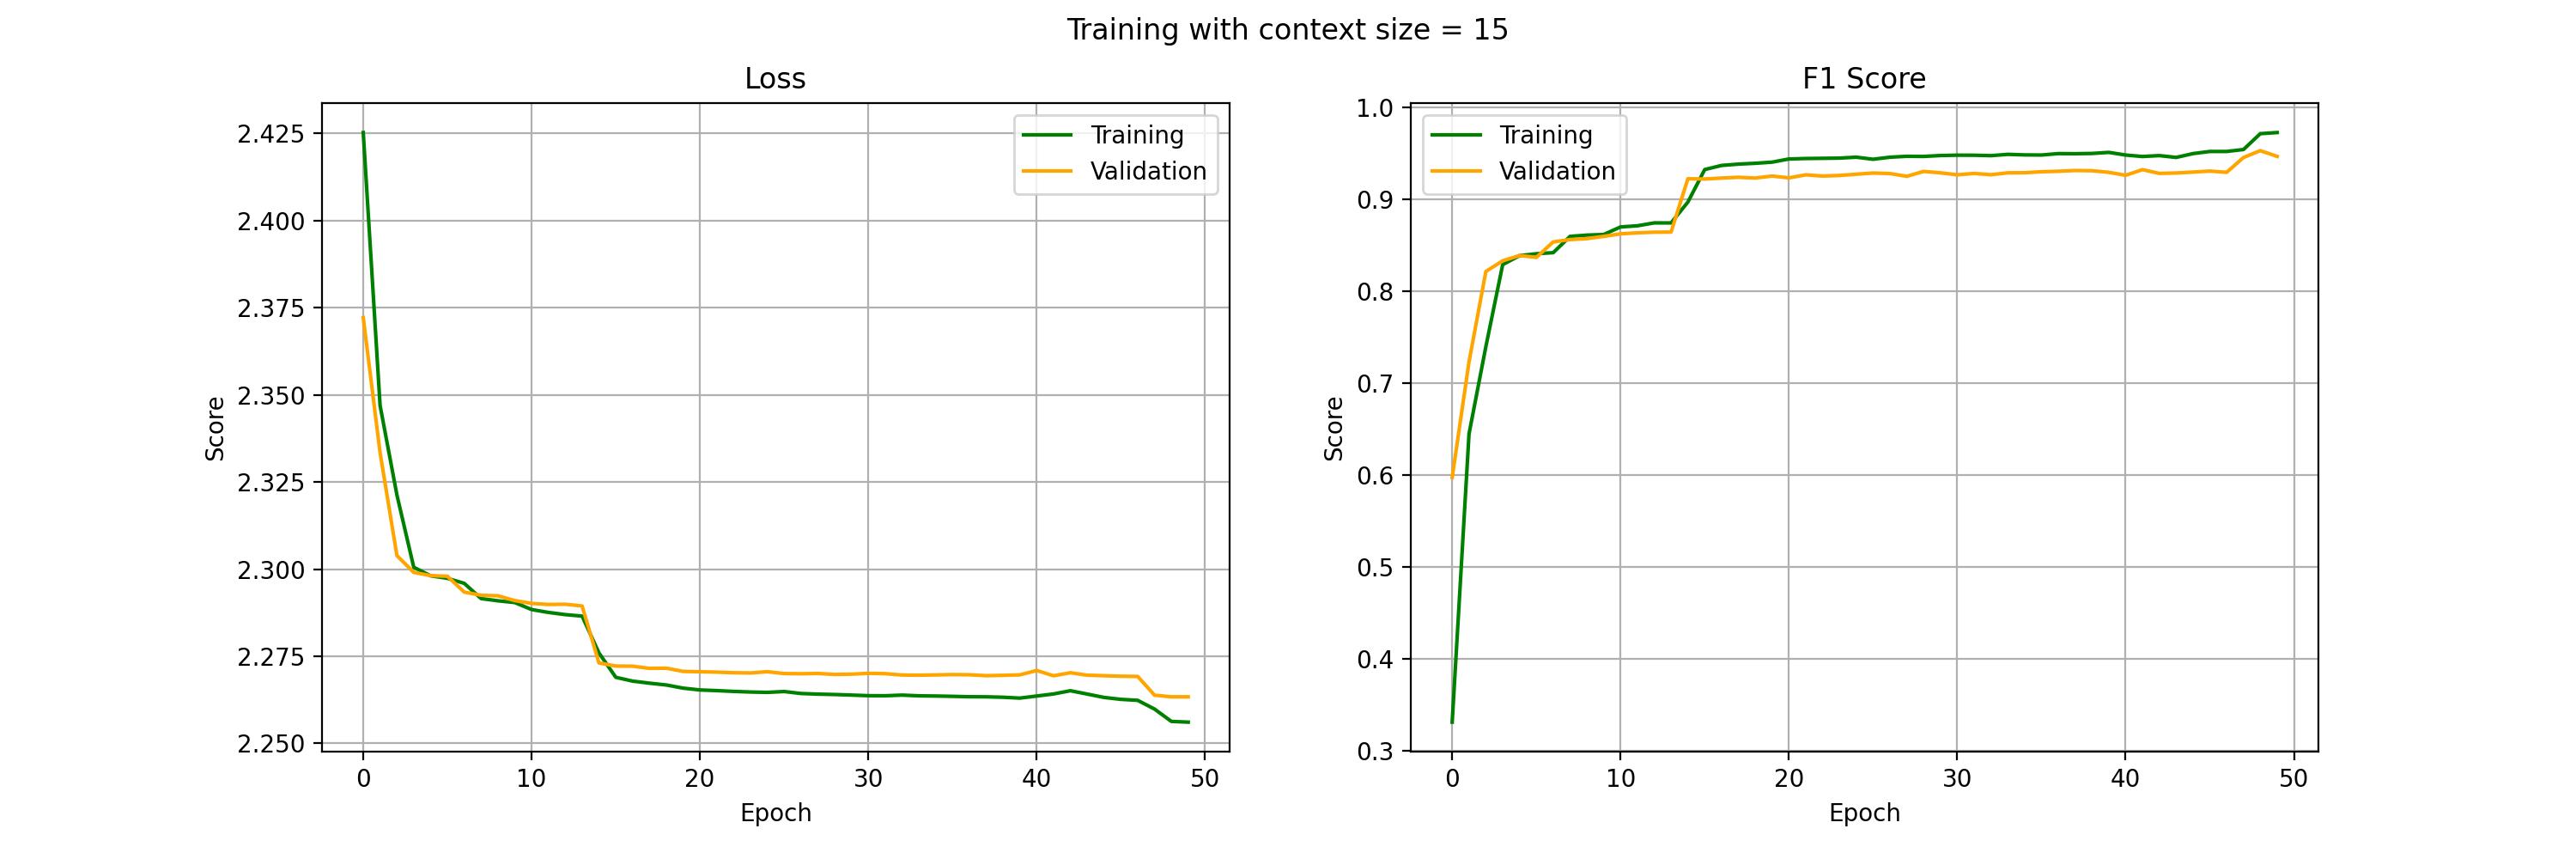 Training with context size = 15
Loss
2.425
2.400
2.375
2.350
2.325
2.300
2.275
2.250
Score
0 10 20 30 40 50
Epoch
Training
Validation
F1 Score
1.0
0.9
0.8
0.7
0.6
0.5
0.4
0.3
Score
0 10 20 30 40 50
Epoch
Training
Validation